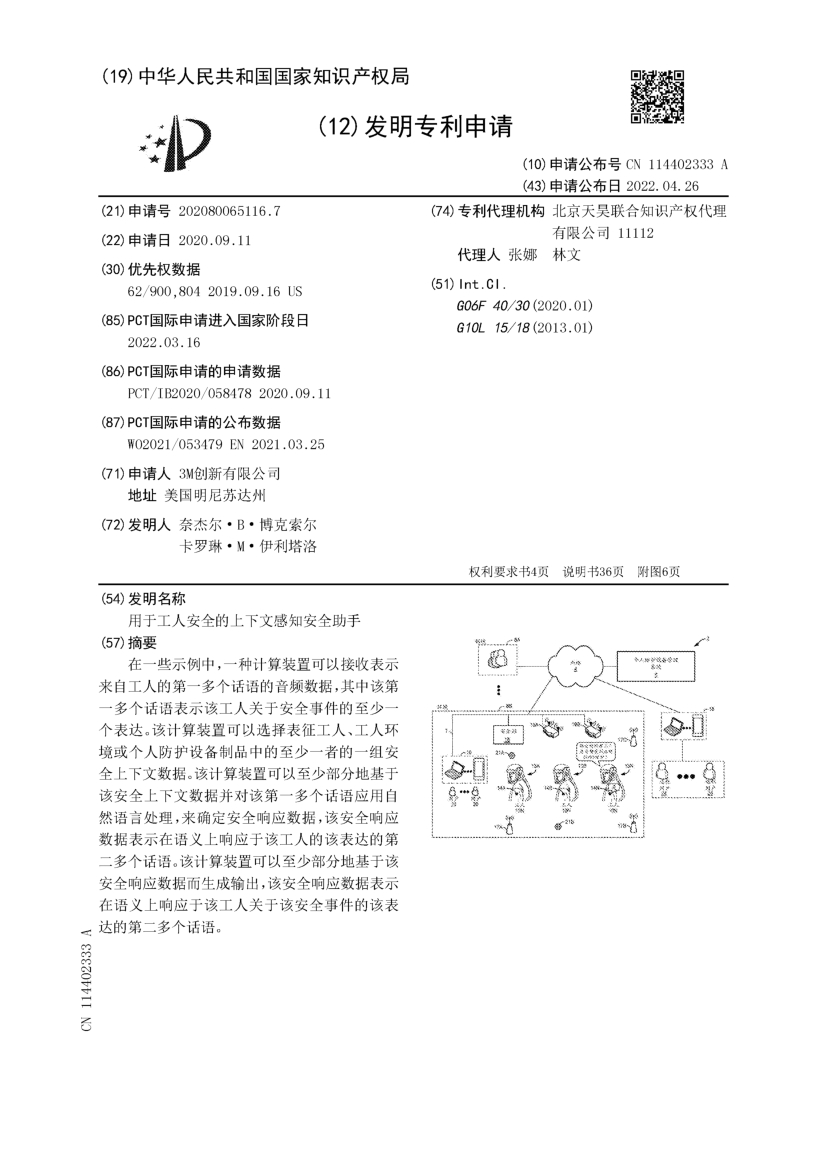 (19)中华人民共和国国家知识产权局
(12)发明专利申请
(10)申请公布号 CN 114402333 A
(43)申请公布日 2022.04.26
(21)申请号 202080065116.7
(22)申请日 2020.09.11
(30)优先权数据
62/900,804 2019.09.16 US
(85)PCT国际申请进入国家阶段日
2022.03.16
(86)PCT国际申请的申请数据
PCT/IB2020/058478 2020.09.11
(87)PCT国际申请的公布数据
WO2021/053479 EN 2021.03.25
(71)申请人 3M创新有限公司
地址 美国明尼苏达州
(72)发明人 奈杰尔·B·博克索尔
卡罗琳·M·伊利塔洛
(74)专利代理机构 北京天昊联合知识产权代理
有限公司 11112
代理人 张娜 林文
(51)Int.Cl.
G06F 40/30(2020.01)
G10L 15/18(2013.01)
权利要求书4页 说明书36页 附图6页
(54)发明名称
用于工人安全的上下文感知安全助手
(57)摘要
在一些示例中,一种计算装置可以接收表示
来自工人的第一多个话语的音频数据,其中该第
一多个话语表示该工人关于安全事件的至少一
个表达。该计算装置可以选择表征工人、工人环
境或个人防护设备制品中的至少一者的一组安
全上下文数据。该计算装置可以至少部分地基于
该安全上下文数据并对该第一多个话语应用自
然语言处理,来确定安全响应数据,该安全响应
数据表示在语义上响应于该工人的该表达的第
二多个话语。该计算装置可以至少部分地基于该
安全响应数据而生成输出,该安全响应数据表示
在语义上响应于该工人关于该安全事件的该表
达的第二多个话语。
CN 114402333 A